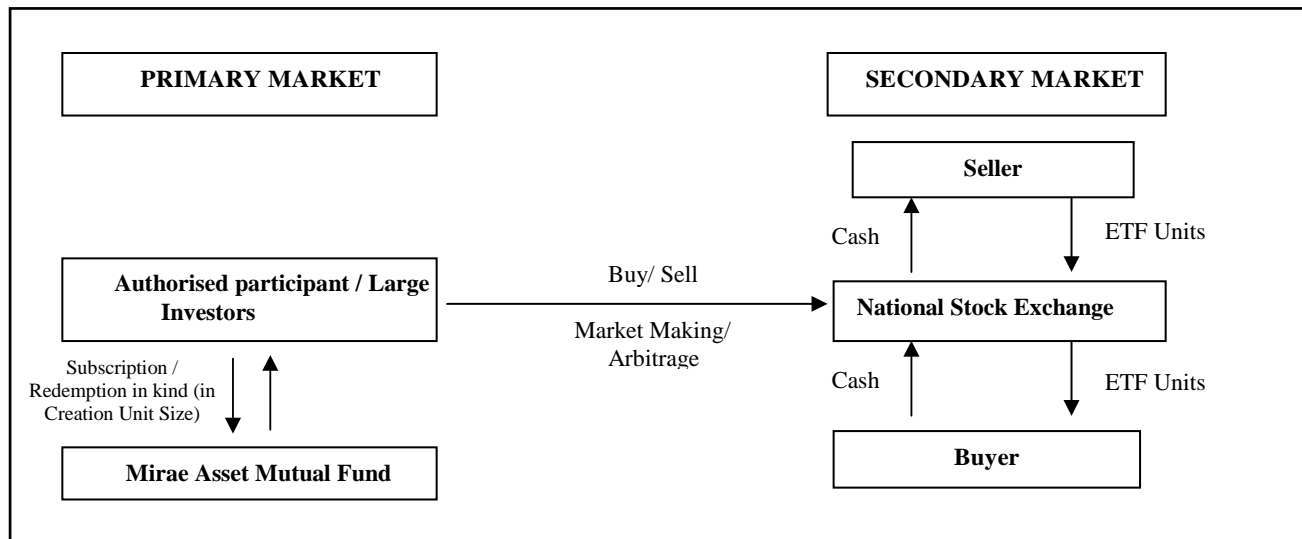 PRIMARY MARKET
SECONDARY MARKET
Seller
Cash
ETF Units
Authorised participant / Large
Investors
Buy/ Sell
Market Making/
Arbitrage
National Stock Exchange
Subscription /
Redemption in kind (in
Creation Unit Size)
Cash
ETF Units
Mirae Asset Mutual Fund
Buyer